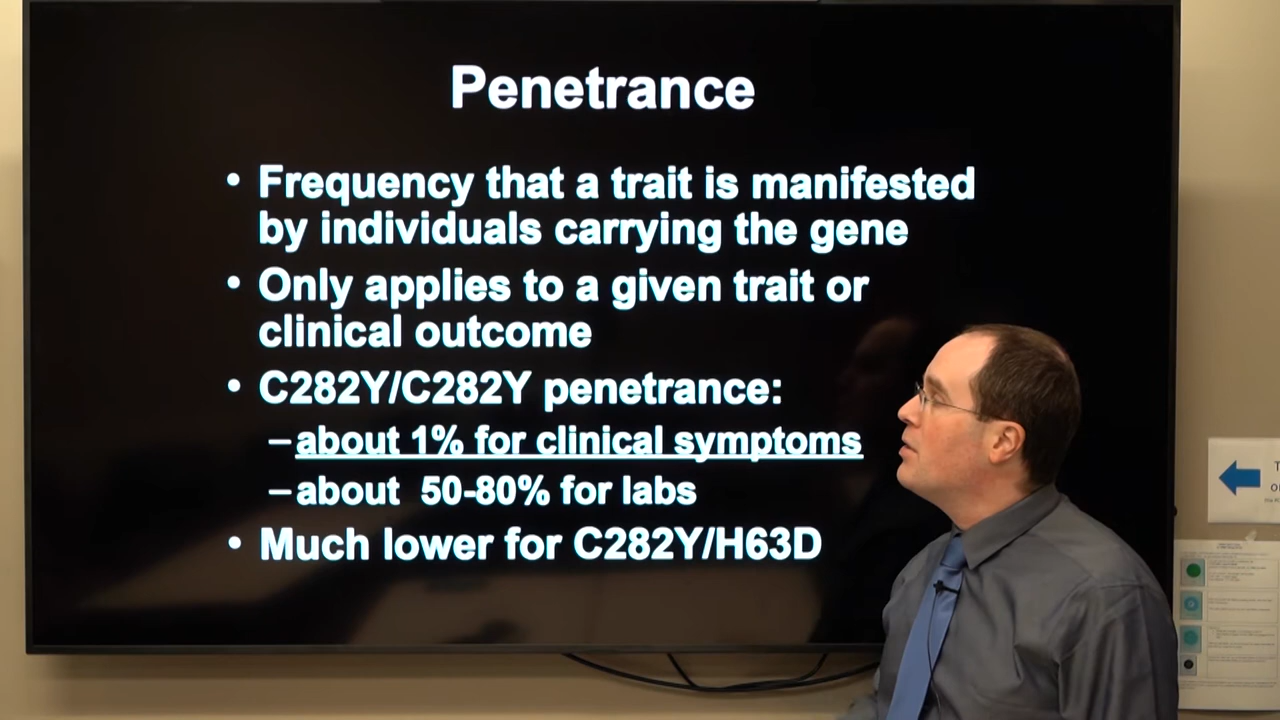 Penetrance
• Frequency that a trait is manifested
by individuals carrying the gene
• Only applies to a given trait or
clinical outcome
• C282Y/C282Y penetrance:
–about 1% for clinical symptoms
–about 50-80% for labs
• Much lower for C282Y/H63D